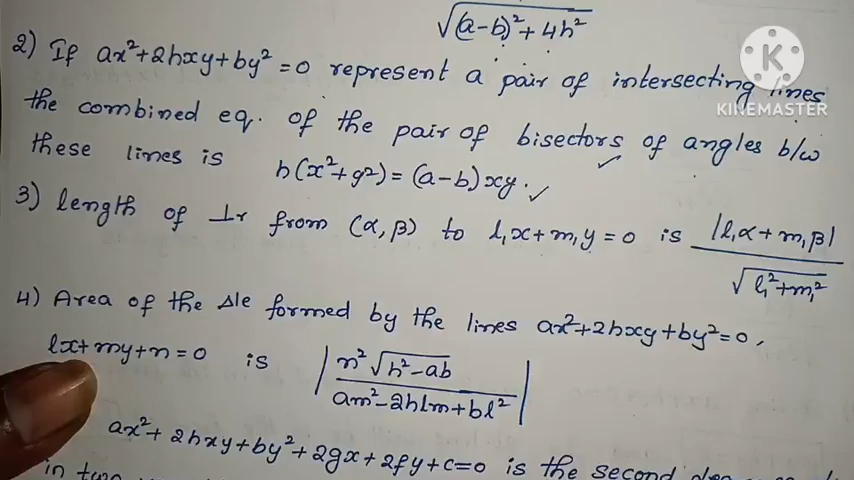 √(a-b)²+4h²
2) If ax²+2hxy+by²=0 represent a pair of intersecting lines
the combined eq. of the pair of bisectors of angles b/w
these lines is h(x²+y²)=(a-b)xy.
3) length of ⊥r from (α, β) to l₁x+m₁y=0 is |l₁α+m₁β| / √l₁²+m₁²
4) Area of the Δle formed by the lines ax²+2hxy+by²=0,
lx+my+n=0 is | n²√h²-ab / am²-2hlm+bl² |
ax²+2hxy+by²+2gx+2fy+c=0 is the second
in two
K
KINEMASTER